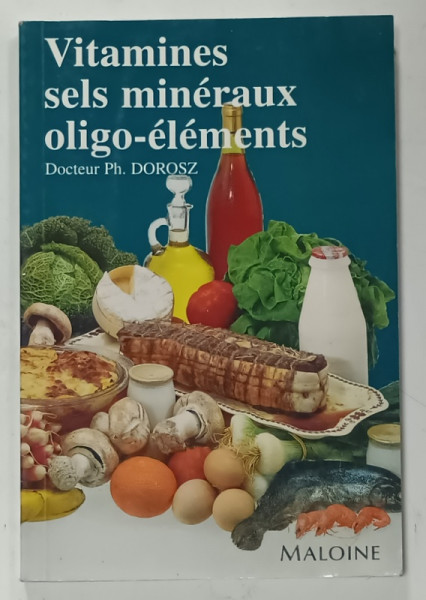 Vitamines
sels minéraux
oligo-éléments
Docteur Ph. DOROSZ
MALOINE